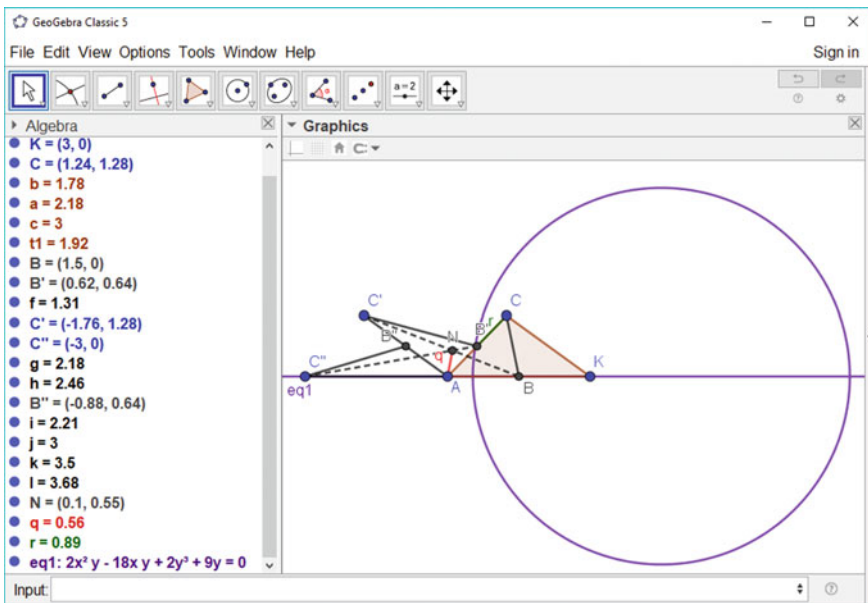 GeoGebra Classic 5
File Edit View Options Tools Window Help Sign in
a=2
Algebra
K = (3, 0)
C = (1.24, 1.28)
b = 1.78
a = 2.18
c = 3
t1 = 1.92
B = (1.5, 0)
B' = (0.62, 0.64)
f = 1.31
C' = (-1.76, 1.28)
C" = (-3, 0)
g = 2.18
h = 2.46
B" = (-0.88, 0.64)
i = 2.21
j = 3
k = 3.5
l = 3.68
N = (0.1, 0.55)
q = 0.56
r = 0.89
eq1: 2x² y - 18x y + 2y³ + 9y = 0
Graphics
C' C
B" N B' r
q
C" A B K
eq1
Input: